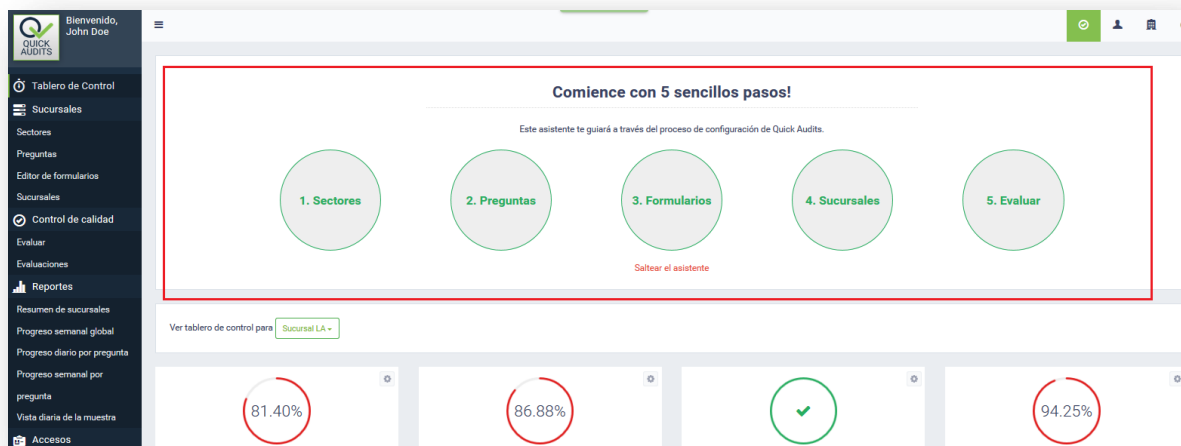 QUICK
AUDITS
Bienvenido,
John Doe
Tablero de Control
Sucursales
Sectores
Preguntas
Editor de formularios
Sucursales
Control de calidad
Evaluar
Evaluaciones
Reportes
Resumen de sucursales
Progreso semanal global
Progreso diario por pregunta
Progreso semanal por
pregunta
Vista diaria de la muestra
Accesos
Comience con 5 sencillos pasos!
Este asistente te guiará a través del proceso de configuración de Quick Audits.
1. Sectores
2. Preguntas
3. Formularios
4. Sucursales
5. Evaluar
Saltear el asistente
Ver tablero de control para Sucursal LA
81.40%
86.88%
94.25%